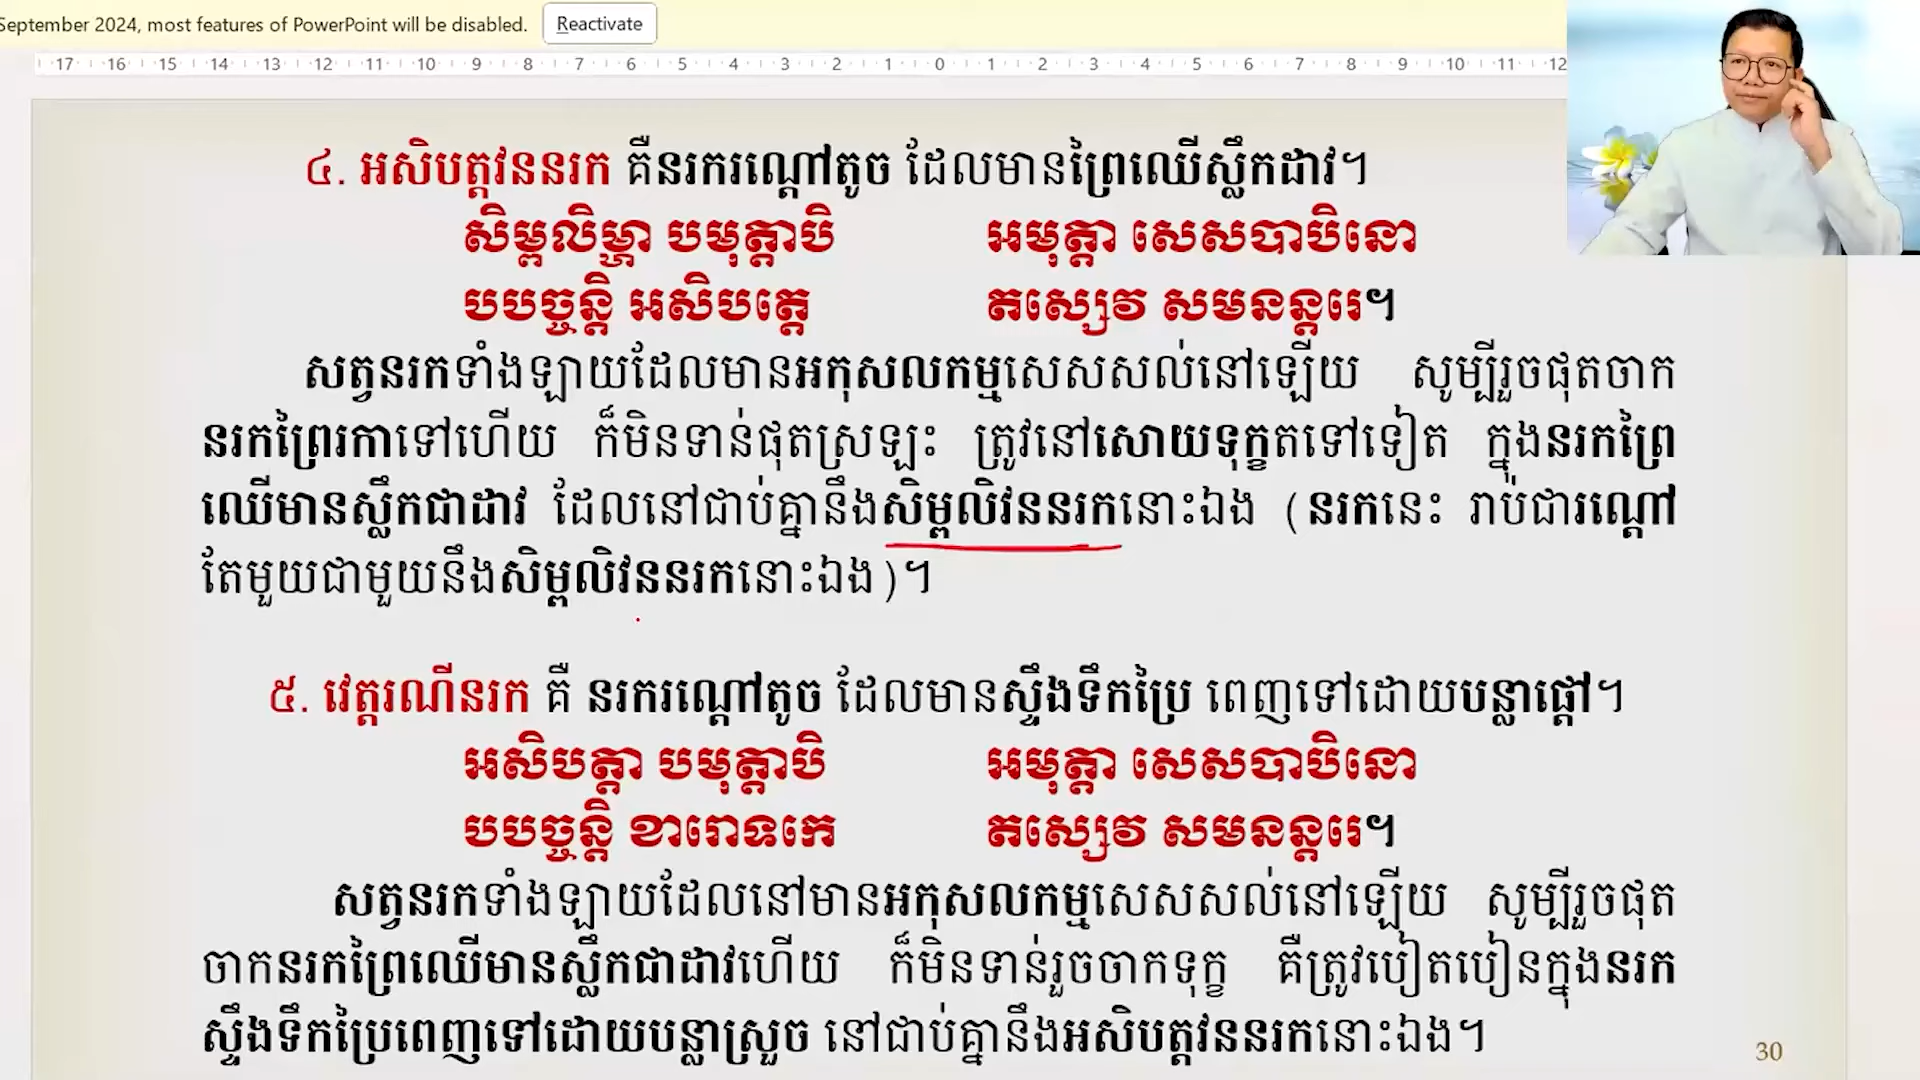 September 2024, most features of PowerPoint will be disabled. Reactivate
17 16 15 14 13 12 11 10 9 8 7 6 5 4 3 2 1 0 1 2 3 4 5 6 7 8 9 10 11 12
៤. អសិបត្តវននរក គឺនរករណ្ដៅតូច ដែលមានព្រៃឈើស្លឹកដាវ។
សិម្ពលិម្ហា បមុត្តាបិ អមុត្តា សេសបាបិនោ
បបច្ចន្តិ អសិបត្តេ តស្សេវ សមនន្តរេ។
សត្វនរកទាំងឡាយដែលមានអកុសលកម្មសេសសល់នៅឡើយ សូម្បីរួចផុតចាក
នរកព្រៃរកាទៅហើយ ក៏មិនទាន់ផុតស្រឡះ ត្រូវនៅសោយទុក្ខតទៅទៀត ក្នុងនរកព្រៃ
ឈើមានស្លឹកជាដាវ ដែលនៅជាប់គ្នានឹងសិម្ពលិវននរកនោះឯង (នរកនេះ រាប់ជារណ្ដៅ
តែមួយជាមួយនឹងសិម្ពលិវននរកនោះឯង)។
៥. វេត្តរណីនរក គឺ នរករណ្ដៅតូច ដែលមានស្ទឹងទឹកប្រៃ ពេញទៅដោយបន្លាផ្ដៅ។
អសិបត្តា បមុត្តាបិ អមុត្តា សេសបាបិនោ
បបច្ចន្តិ ខារោទកេ តស្សេវ សមនន្តរេ។
សត្វនរកទាំងឡាយដែលនៅមានអកុសលកម្មសេសសល់នៅឡើយ សូម្បីរួចផុត
ចាកនរកព្រៃឈើមានស្លឹកជាដាវហើយ ក៏មិនទាន់រួចចាកទុក្ខ គឺត្រូវបៀតបៀនក្នុងនរក
ស្ទឹងទឹកប្រៃពេញទៅដោយបន្លាស្រួច នៅជាប់គ្នានឹងអសិបត្តវននរកនោះឯង។
30